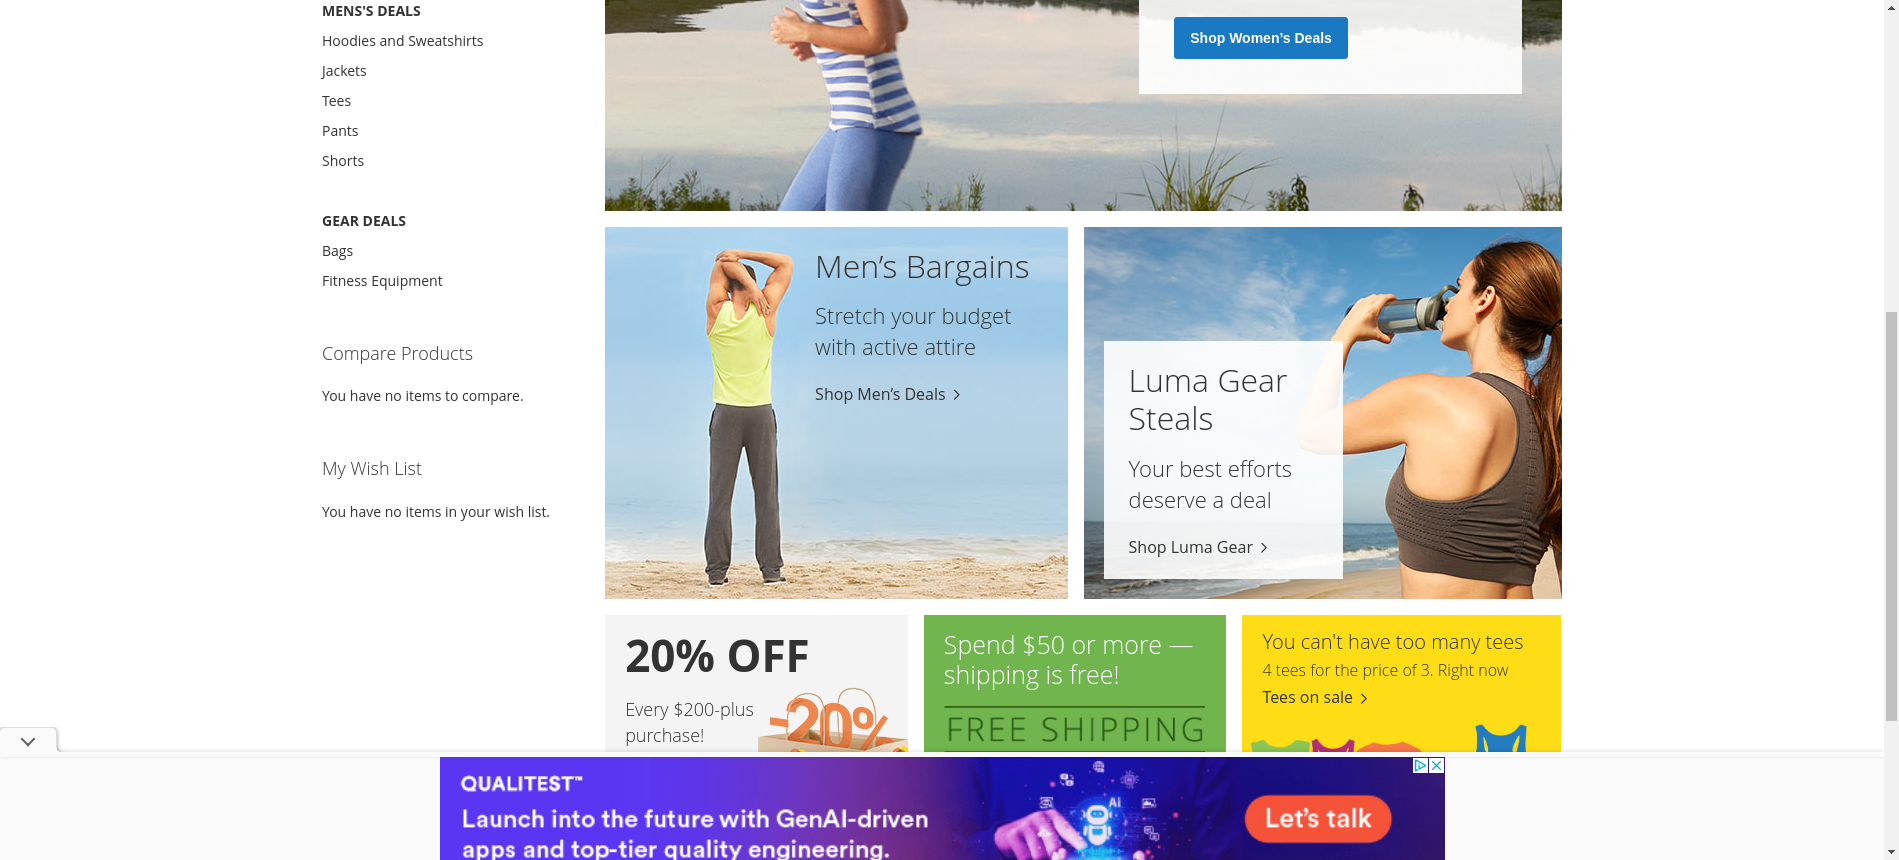 MENS'S DEALS
Hoodies and Sweatshirts
Jackets
Tees
Pants
Shorts
GEAR DEALS
Bags
Fitness Equipment
Compare Products
You have no items to compare.
My Wish List
You have no items in your wish list.
Shop Women’s Deals
Men’s Bargains
Stretch your budget
with active attire
Shop Men’s Deals
Luma Gear
Steals
Your best efforts
deserve a deal
Shop Luma Gear
20% OFF
Every $200-plus
purchase!
-20%
Spend $50 or more —
shipping is free!
FREE SHIPPING
You can't have too many tees
4 tees for the price of 3. Right now
Tees on sale
QUALITEST™
Launch into the future with GenAI-driven
apps and top-tier quality engineering.
Ai
Let's talk